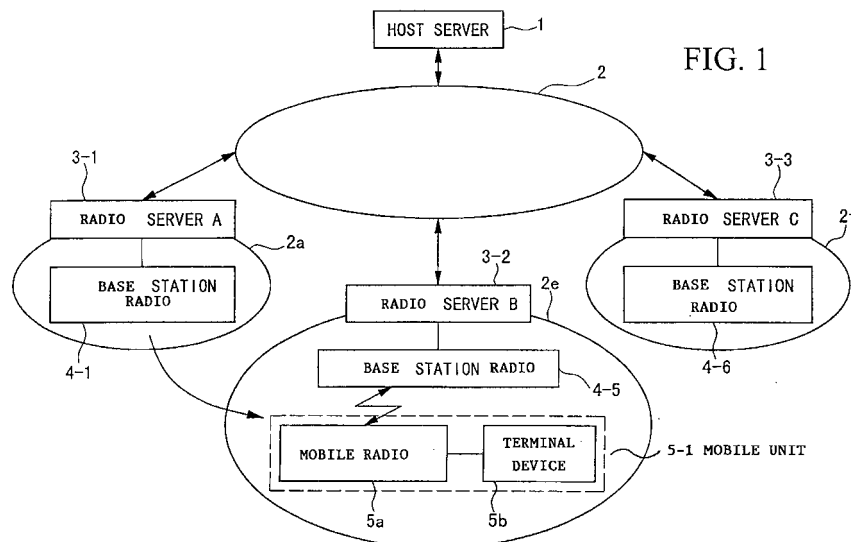 HOST SERVER
1
FIG. 1
2
3-1
RADIO SERVER A
2a
BASE STATION
RADIO
4-1
3-3
RADIO SERVER C
BASE STATION
RADIO
4-6
3-2
2e
RADIO SERVER B
BASE STATION RADIO
4-5
MOBILE RADIO
TERMINAL
DEVICE
5-1 MOBILE UNIT
5a
5b